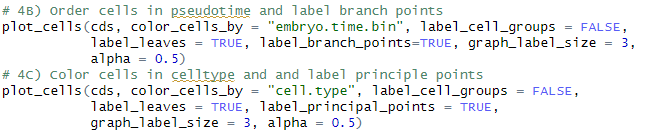 # 4B) Order cells in pseudotime and label branch points
plot_cells(cds, color_cells_by = "embryo.time.bin", label_cell_groups = FALSE,
label_leaves = TRUE, label_branch_points=TRUE, graph_label_size = 3,
alpha = 0.5)
# 4C) Color cells in celltype and and label principle points
plot_cells(cds, color_cells_by = "cell.type", label_cell_groups = FALSE,
label_leaves = TRUE, label_principal_points = TRUE,
graph_label_size = 3, alpha = 0.5)